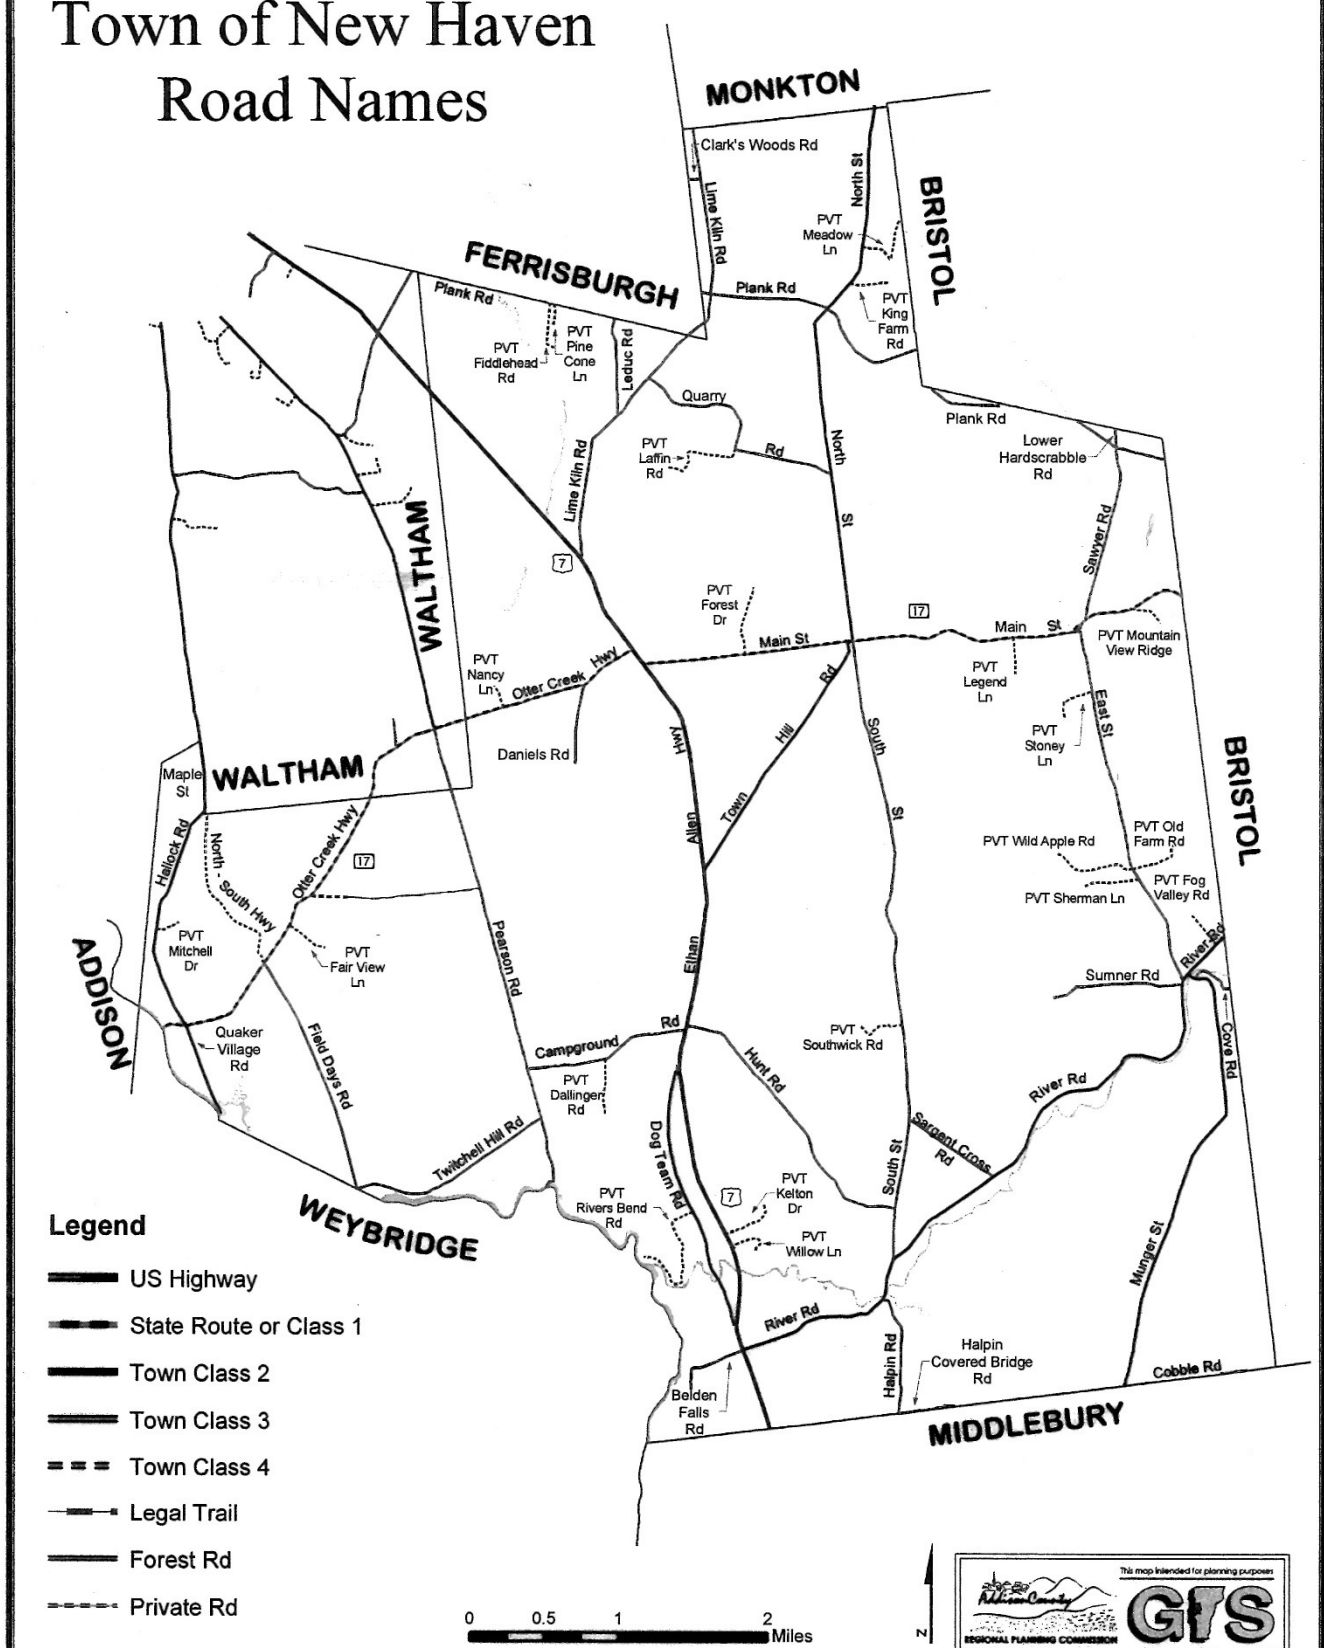 Town of New Haven
Road Names
MONKTON
Clark's Woods Rd
North St
Lime Kiln Rd
BRISTOL
PVT
Meadow
Ln
FERRISBURGH
Plank Rd
Plank Rd
PVT
King
Farm
Rd
PVT
Fiddlehead
Rd
PVT
Pine
Cone
Ln
Leduc Rd
Quarry
Rd
Plank Rd
Lower
Hardscrabble
Rd
PVT
Laffin
Rd
Lime Kiln Rd
North
St
Sawyer Rd
WALTHAM
7
PVT
Forest
Dr
17
Main St
Main St
PVT Mountain
View Ridge
PVT
Nancy
Ln
Otter Creek Hwy
PVT
Legend
Ln
Town Hill Rd
East St
PVT
Stoney
Ln
Daniels Rd
Ethan Allen Hwy
South St
BRISTOL
Maple
St
WALTHAM
Hallock Rd
North - South Hwy
Otter Creek Hwy
17
PVT Wild Apple Rd
PVT Old
Farm Rd
PVT Sherman Ln
PVT Fog
Valley Rd
ADDISON
PVT
Mitchell
Dr
PVT
Fair View
Ln
Pearson Rd
River Rd
Sumner Rd
Quaker
Village
Rd
Field Days Rd
Campground Rd
PVT
Southwick Rd
Cove Rd
PVT
Dallinger
Rd
Hunt Rd
River Rd
Twitchell Hill Rd
Dog Team Rd
Sargent Cross
Rd
South St
WEYBRIDGE
PVT
Rivers Bend
Rd
7
PVT
Kelton
Dr
PVT
Willow Ln
Munger St
River Rd
Halpin Rd
Halpin
Covered Bridge
Rd
Cobble Rd
Belden
Falls
Rd
MIDDLEBURY
Legend
US Highway
State Route or Class 1
Town Class 2
Town Class 3
Town Class 4
Legal Trail
Forest Rd
Private Rd
0 0.5 1 2
Miles
N
This map intended for planning purposes
Addison County
REGIONAL PLANNING COMMISSION
GIS